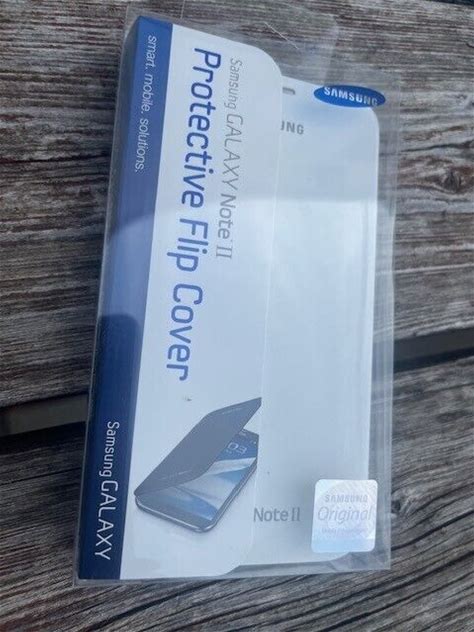 smart. mobile. solutions.
Samsung GALAXY
Samsung GALAXY Note II
Protective Flip Cover
SAMSUNG
UNG
Note II
SAMSUNG
Original